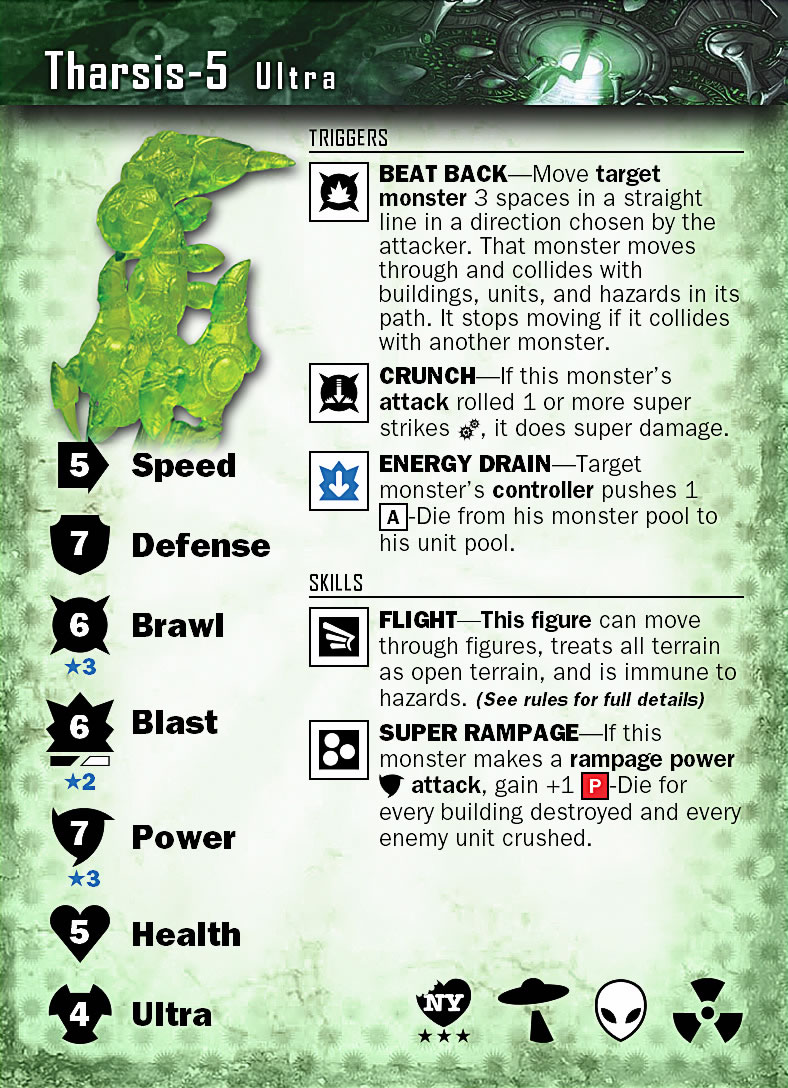 Tharsis-5 Ultra
TRIGGERS
BEAT BACK—Move target
monster 3 spaces in a straight
line in a direction chosen by the
attacker. That monster moves
through and collides with
buildings, units, and hazards in its
path. It stops moving if it collides
with another monster.
CRUNCH—If this monster's
attack rolled 1 or more super
strikes, it does super damage.
ENERGY DRAIN—Target
monster's controller pushes 1
A-Die from his monster pool to
his unit pool.
SKILLS
FLIGHT—This figure can move
through figures, treats all terrain
as open terrain, and is immune to
hazards. (See rules for full details)
SUPER RAMPAGE—If this
monster makes a rampage power
attack, gain +1 P-Die for
every building destroyed and every
enemy unit crushed.
5 Speed
7 Defense
6 Brawl
★3
6 Blast
★2
7 Power
★3
5 Health
4 Ultra
NY
★★★